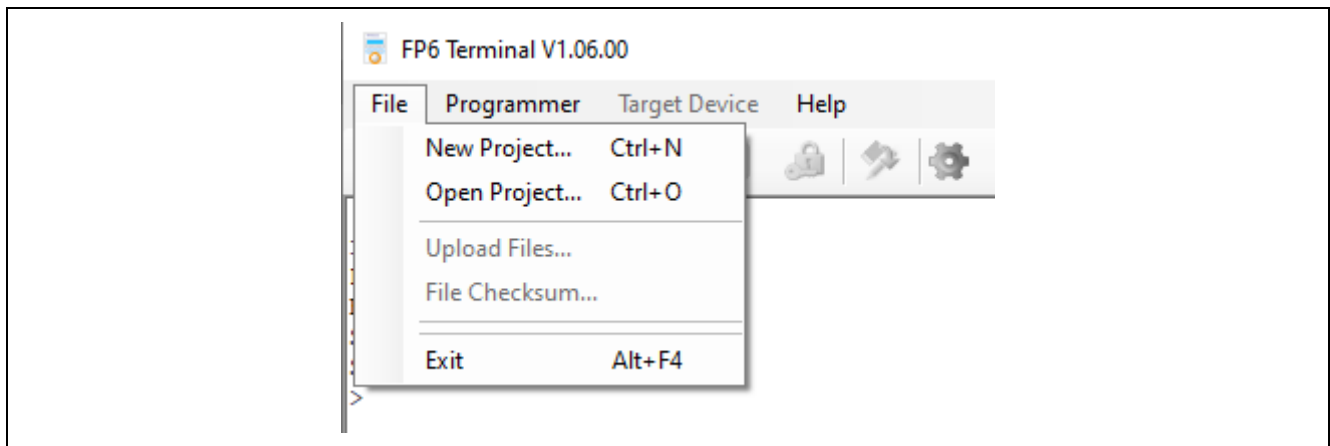 FP6 Terminal V1.06.00
File Programmer Target Device Help
New Project... Ctrl+N
Open Project... Ctrl+O
Upload Files...
File Checksum...
Exit Alt+F4
>